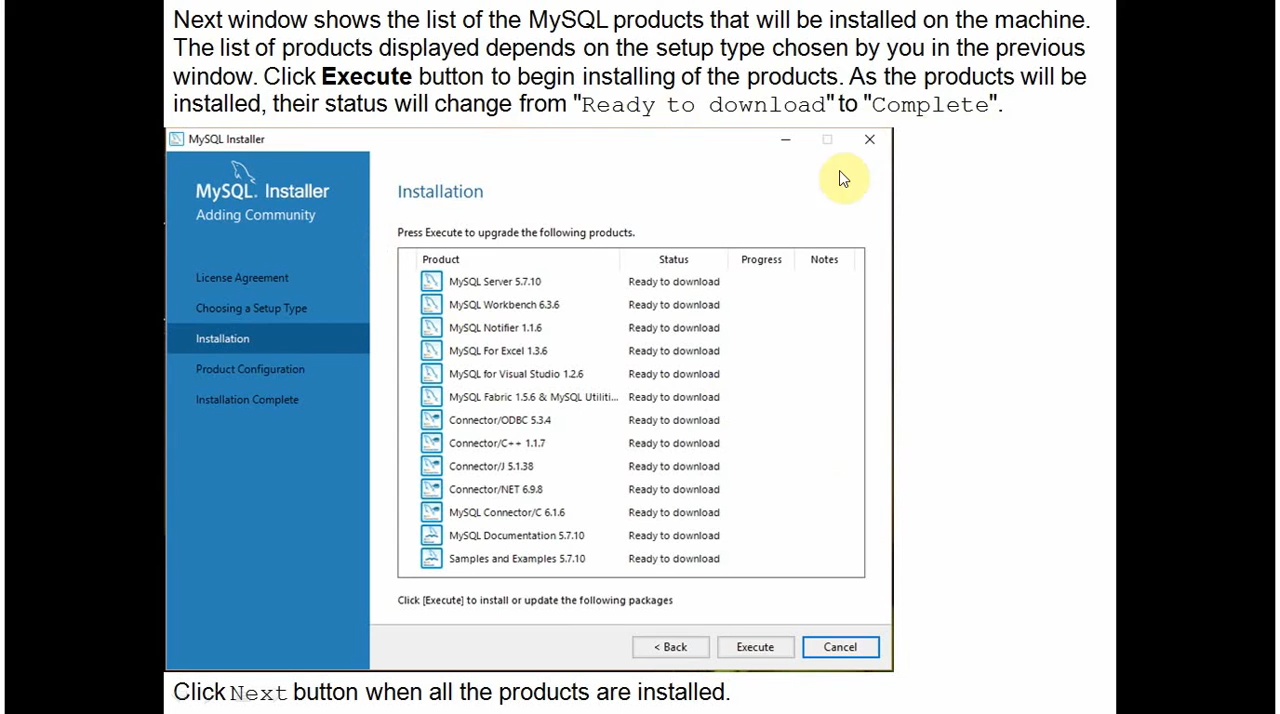 Next window shows the list of the MySQL products that will be installed on the machine.
The list of products displayed depends on the setup type chosen by you in the previous
window. Click Execute button to begin installing of the products. As the products will be
installed, their status will change from "Ready to download" to "Complete".
MySQL Installer
MySQL. Installer
Adding Community
License Agreement
Choosing a Setup Type
Installation
Product Configuration
Installation Complete
Installation
Press Execute to upgrade the following products.
Product Status Progress Notes
MySQL Server 5.7.10 Ready to download
MySQL Workbench 6.3.6 Ready to download
MySQL Notifier 1.1.6 Ready to download
MySQL For Excel 1.3.6 Ready to download
MySQL for Visual Studio 1.2.6 Ready to download
MySQL Fabric 1.5.6 & MySQL Utiliti... Ready to download
Connector/ODBC 5.3.4 Ready to download
Connector/C++ 1.1.7 Ready to download
Connector/J 5.1.38 Ready to download
Connector/NET 6.9.8 Ready to download
MySQL Connector/C 6.1.6 Ready to download
MySQL Documentation 5.7.10 Ready to download
Samples and Examples 5.7.10 Ready to download
Click [Execute] to install or update the following packages
< Back Execute Cancel
Click Next button when all the products are installed.